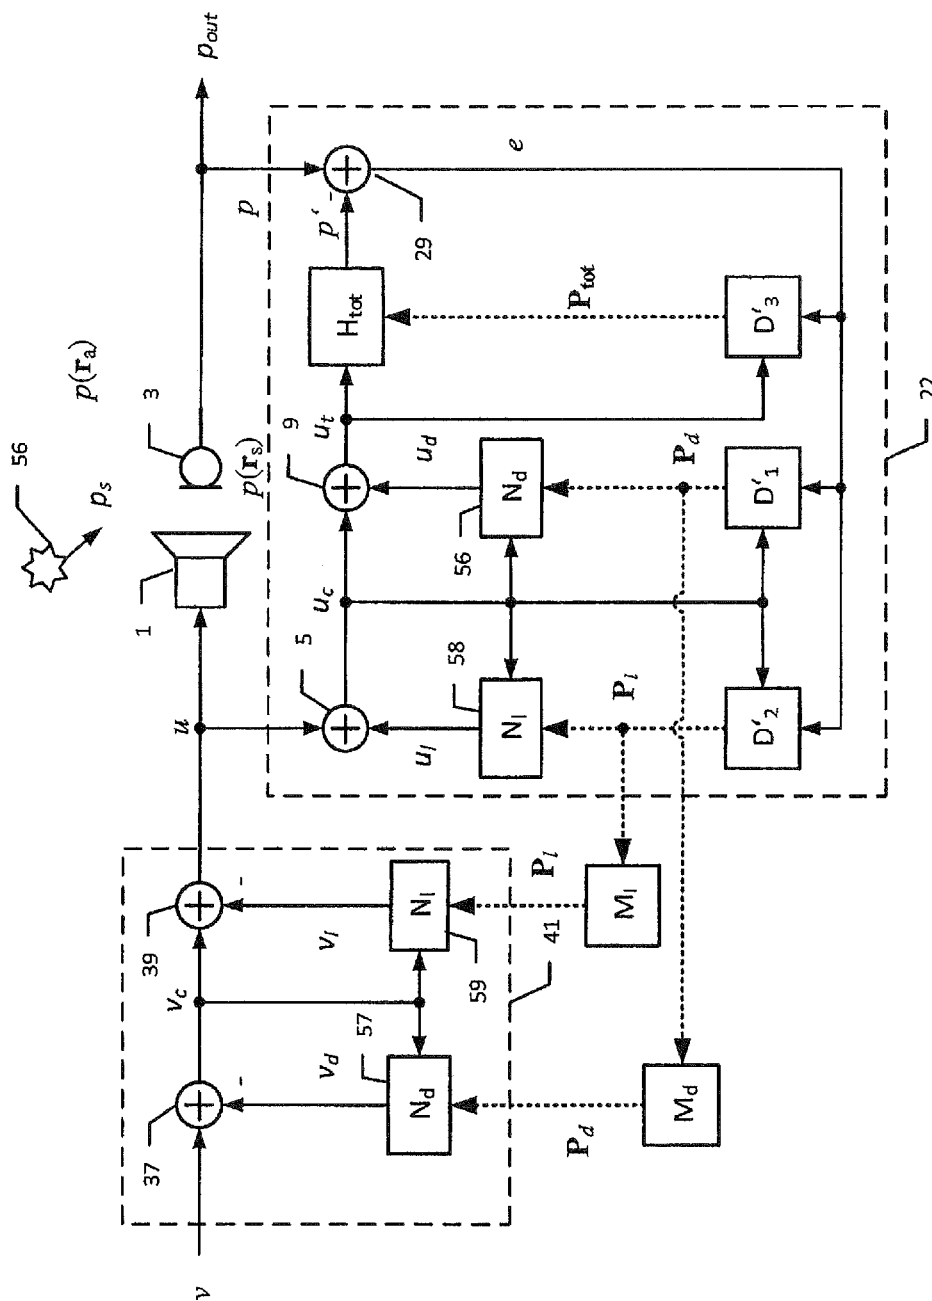 56
p_s
p(r_a)
p_out
1
3
p(r_s)
p
v
37
39
v_c
u
5
u_c
9
u_t
p'
-
29
e
H_tot
u_l
u_d
-
-
v_d
v_l
57
N_d
N_l
59
58
N_l
56
N_d
P_d
P_l
P_l
P_d
P_tot
41
M_l
M_d
D'_2
D'_1
D'_3
22